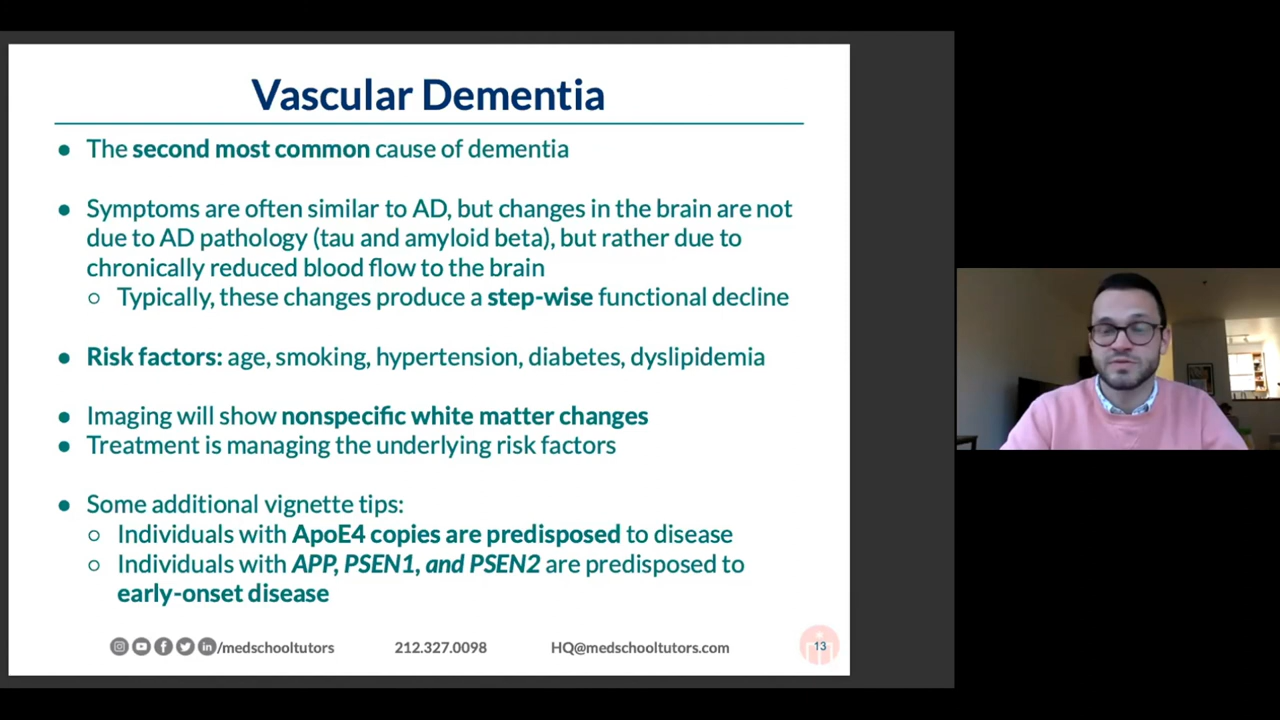 Vascular Dementia
● The second most common cause of dementia
● Symptoms are often similar to AD, but changes in the brain are not
due to AD pathology (tau and amyloid beta), but rather due to
chronically reduced blood flow to the brain
○ Typically, these changes produce a step-wise functional decline
● Risk factors: age, smoking, hypertension, diabetes, dyslipidemia
● Imaging will show nonspecific white matter changes
● Treatment is managing the underlying risk factors
● Some additional vignette tips:
○ Individuals with ApoE4 copies are predisposed to disease
○ Individuals with APP, PSEN1, and PSEN2 are predisposed to
early-onset disease
/medschooltutors 212.327.0098 HQ@medschooltutors.com 13